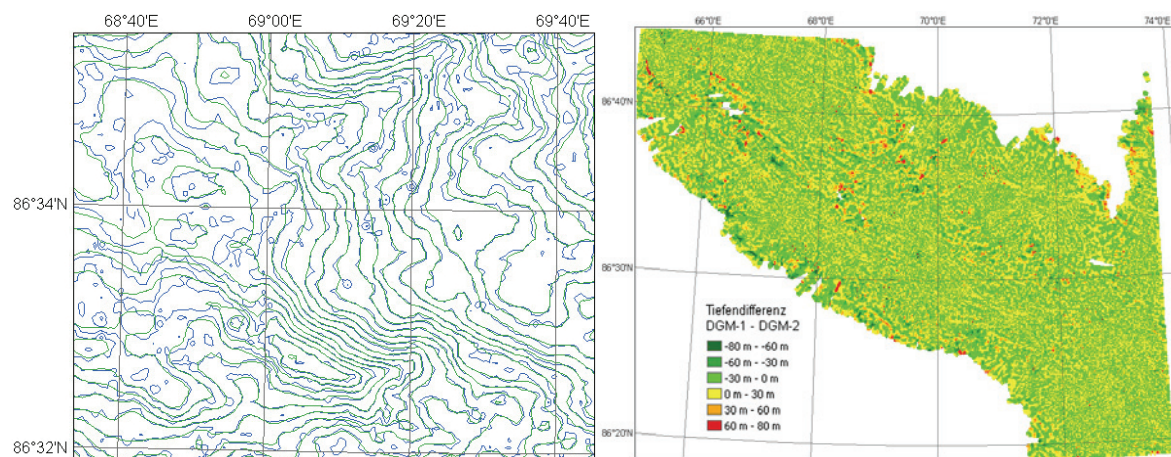 68°40'E 69°00'E 69°20'E 69°40'E
86°34'N
86°32'N
66°0'E 68°0'E 70°0'E 72°0'E 74°0'E
86°40'N
86°30'N
86°20'N
Tiefendifferenz
DGM-1 - DGM-2
-80 m - -60 m
-60 m - -30 m
-30 m - 0 m
0 m - 30 m
30 m - 60 m
60 m - 80 m